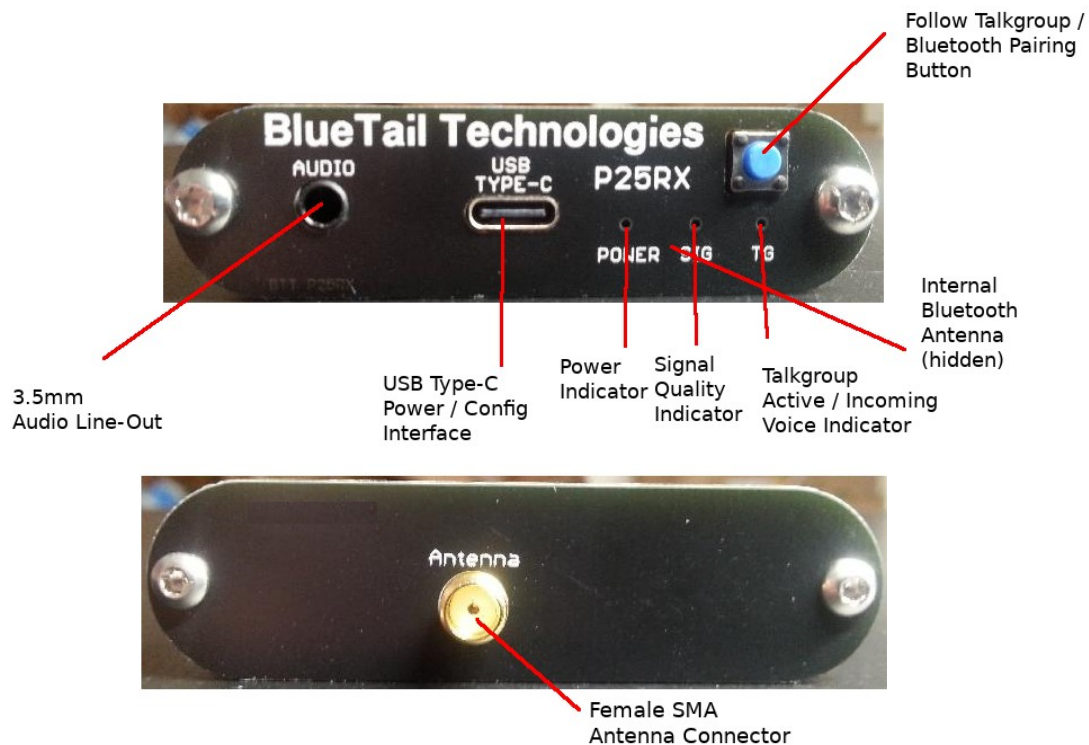 Follow Talkgroup /
Bluetooth Pairing
Button
BlueTail Technologies
AUDIO
USB
TYPE-C
P25RX
POWER
SIG
TG
BTT P25RX
Internal
Bluetooth
Antenna
(hidden)
3.5mm
Audio Line-Out
USB Type-C
Power / Config
Interface
Power
Indicator
Signal
Quality
Indicator
Talkgroup
Active / Incoming
Voice Indicator
Antenna
Female SMA
Antenna Connector